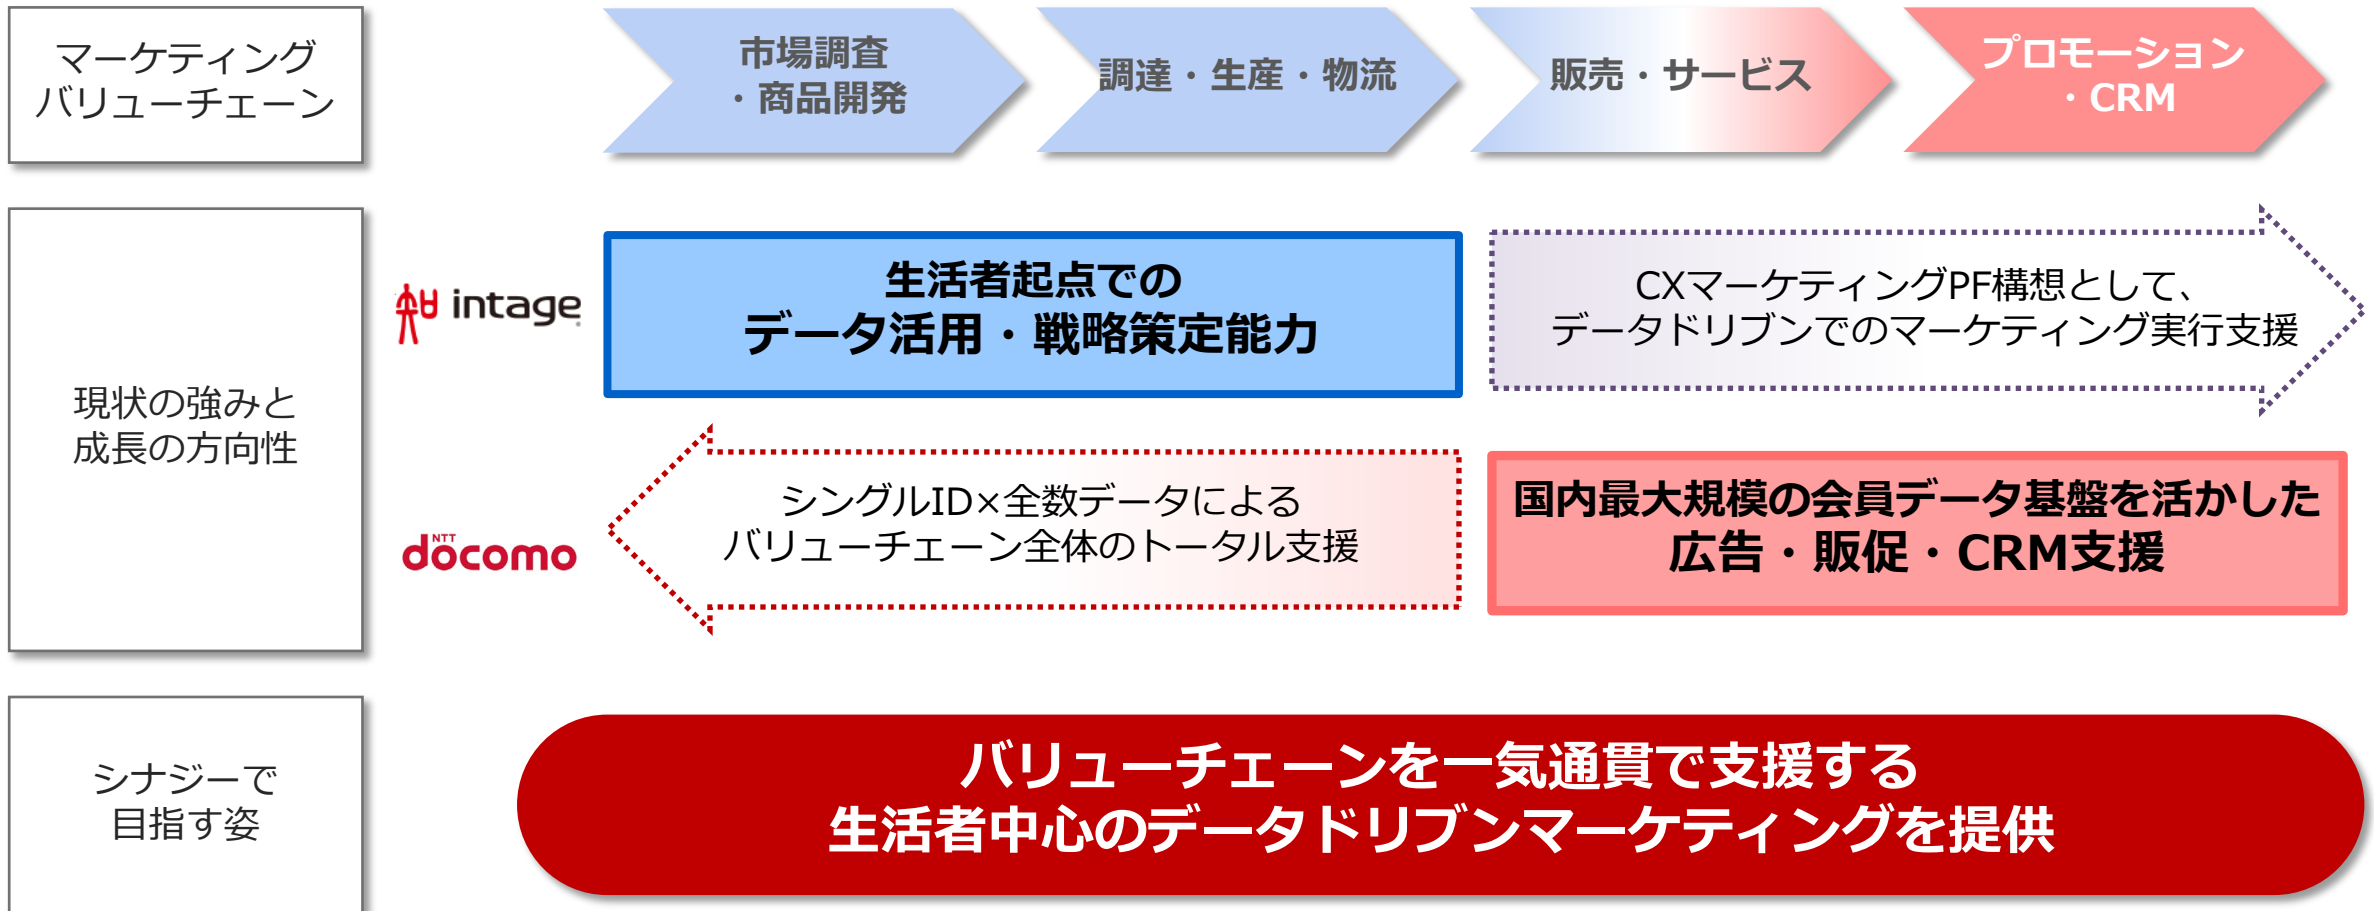 マーケティング
バリューチェーン
市場調査
・商品開発
調達・生産・物流
販売・サービス
プロモーション
・CRM
現状の強みと
成長の方向性
intage
生活者起点での
データ活用・戦略策定能力
CXマーケティングPF構想として、
データドリブンでのマーケティング実行支援
NTT
docomo
シングルID×全数データによる
バリューチェーン全体のトータル支援
国内最大規模の会員データ基盤を活かした
広告・販促・CRM支援
シナジーで
目指す姿
バリューチェーンを一気通貫で支援する
生活者中心のデータドリブンマーケティングを提供